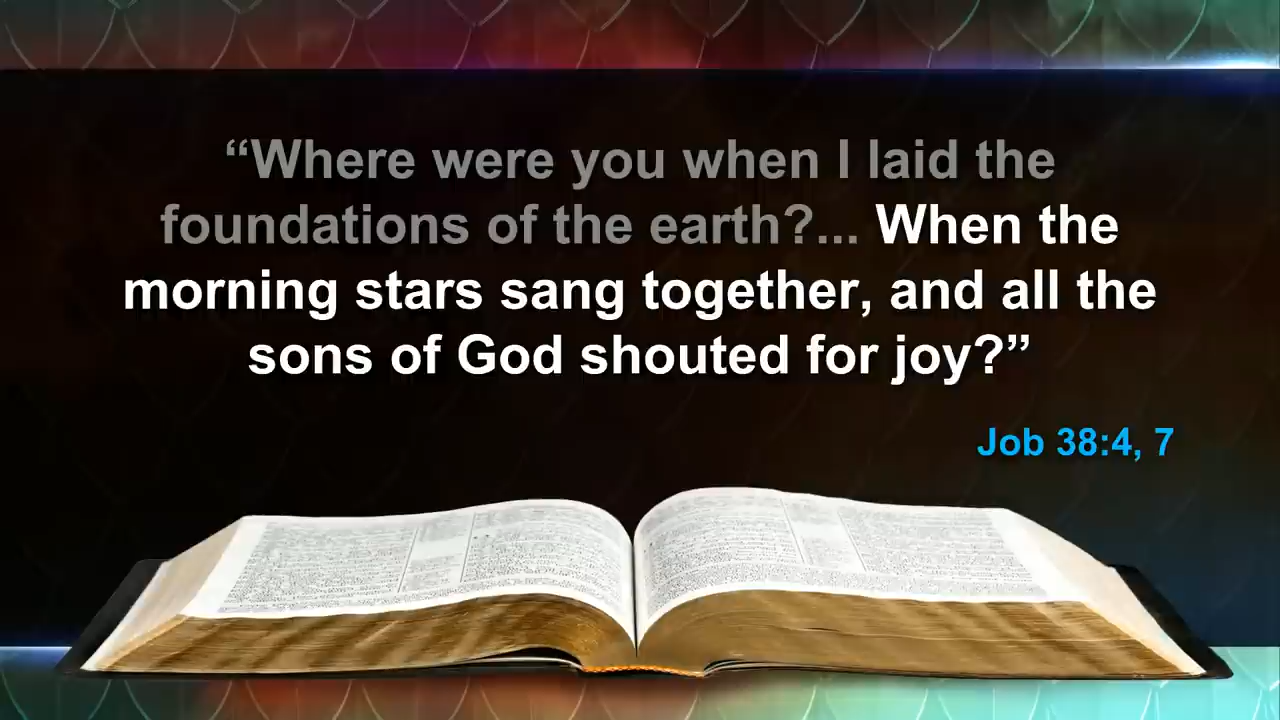 “Where were you when I laid the
foundations of the earth?... When the
morning stars sang together, and all the
sons of God shouted for joy?”
Job 38:4, 7